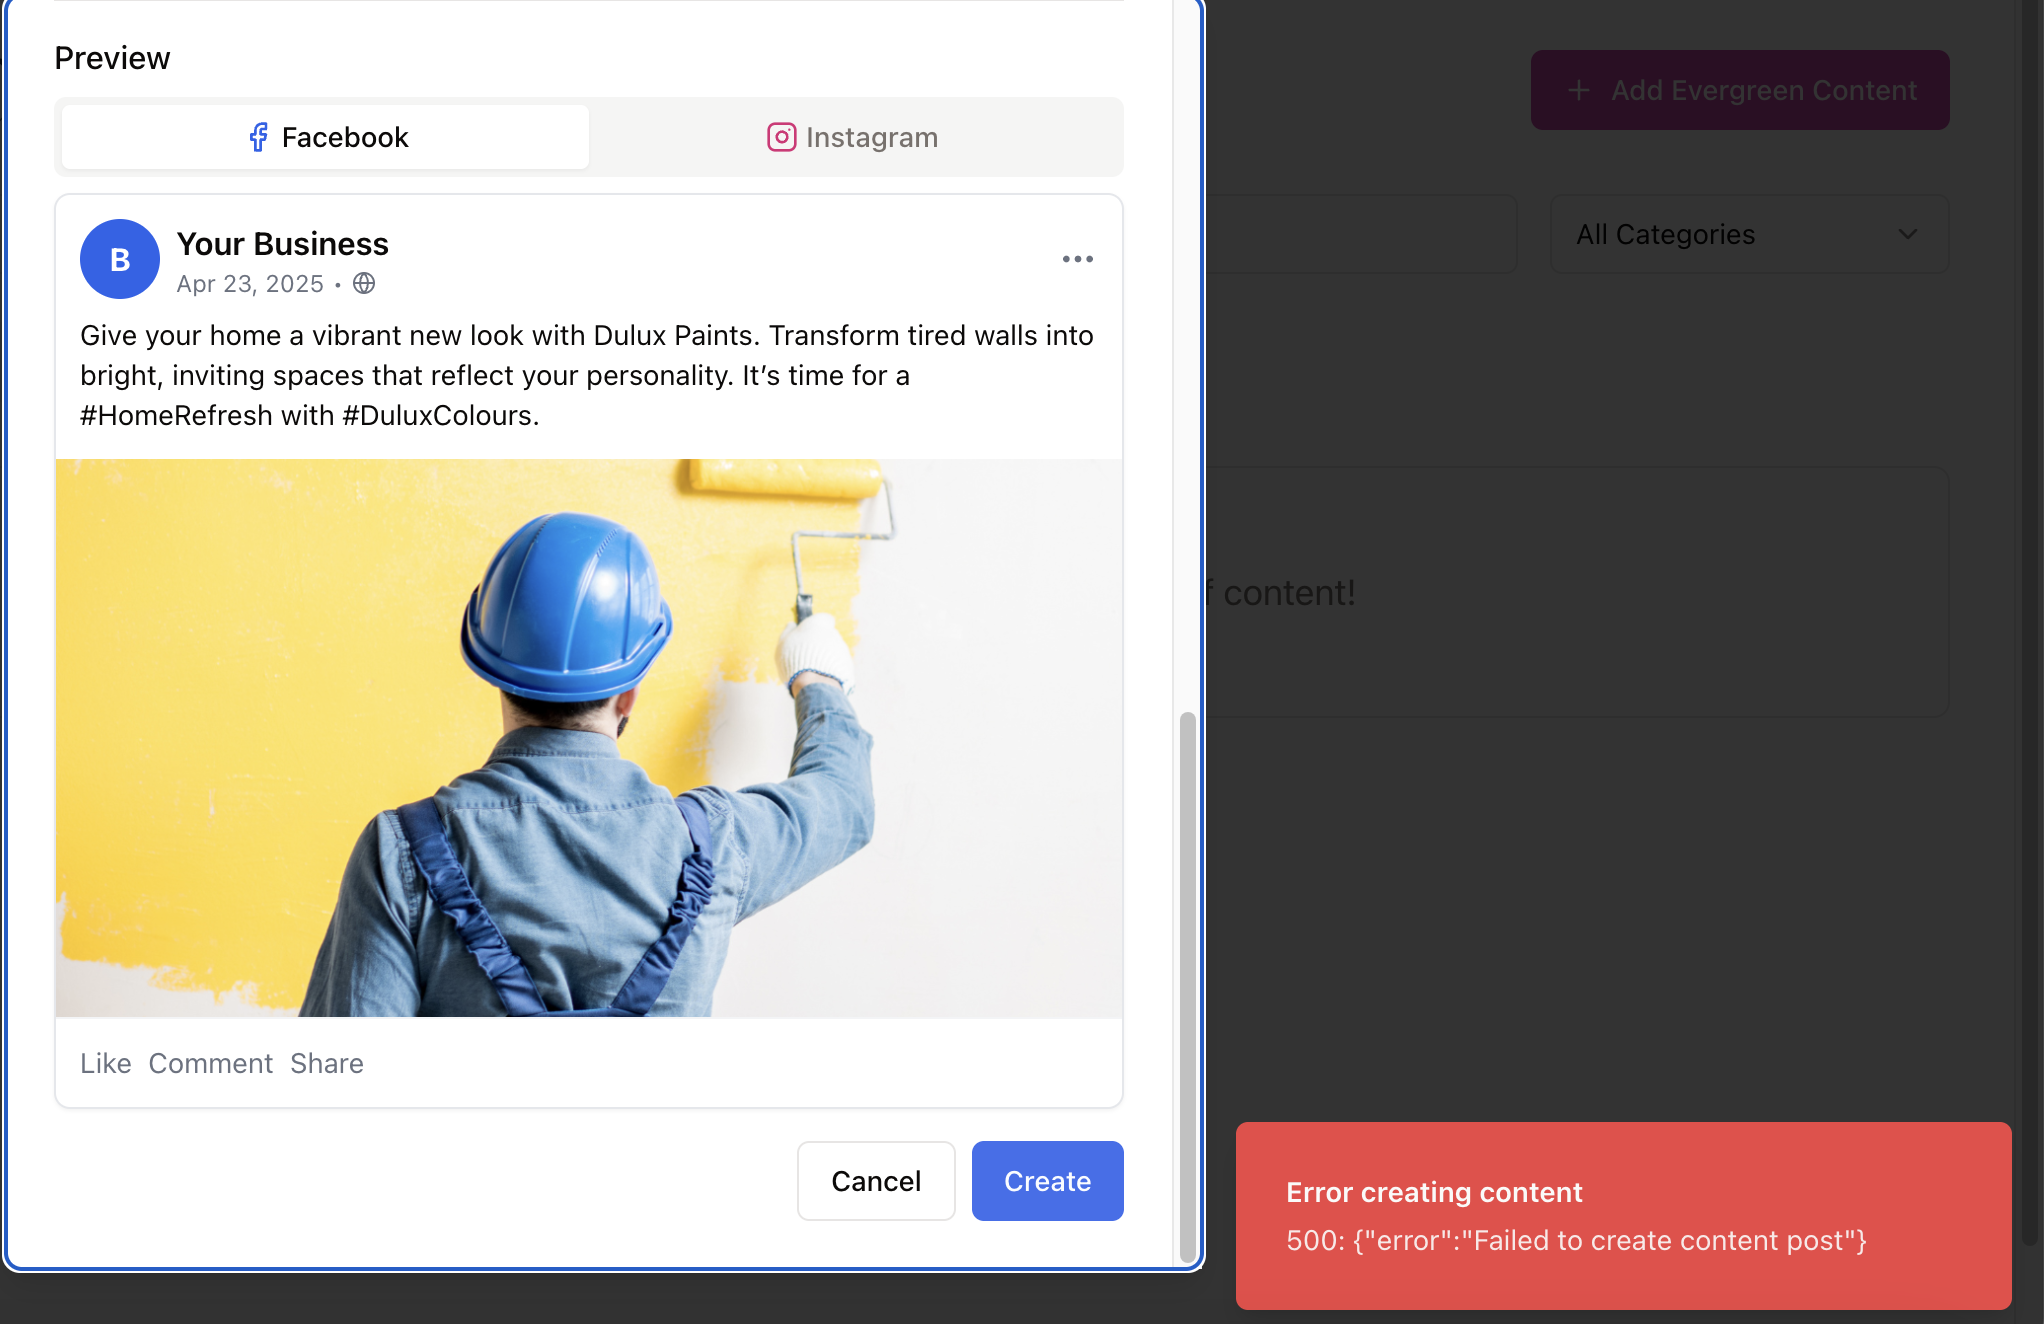 Preview
Facebook
Instagram
B
Your Business
Apr 23, 2025 •
Give your home a vibrant new look with Dulux Paints. Transform tired walls into
bright, inviting spaces that reflect your personality. It’s time for a
#HomeRefresh with #DuluxColours.
Like Comment Share
Cancel
Create
+ Add Evergreen Content
All Categories
f content!
Error creating content
500: {"error":"Failed to create content post"}